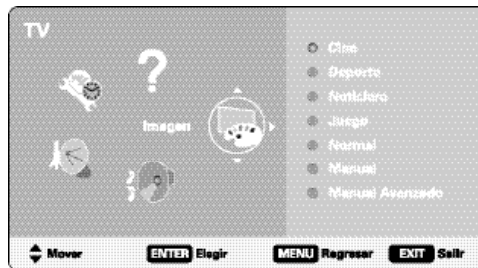 TV
?
Imagen
Cine
Deporte
Noticiero
Juego
Normal
Manual
Manual Avanzado
Mover ENTER Elegir MENU Regresar EXIT Salir